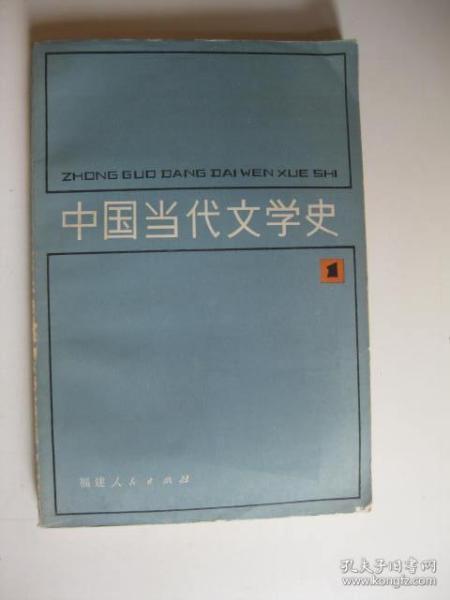 ZHONG GUO DANG DAI WEN XUE SHI
中国当代文学史
1
福建人民出版社
孔夫子旧书网
www.kongfz.com